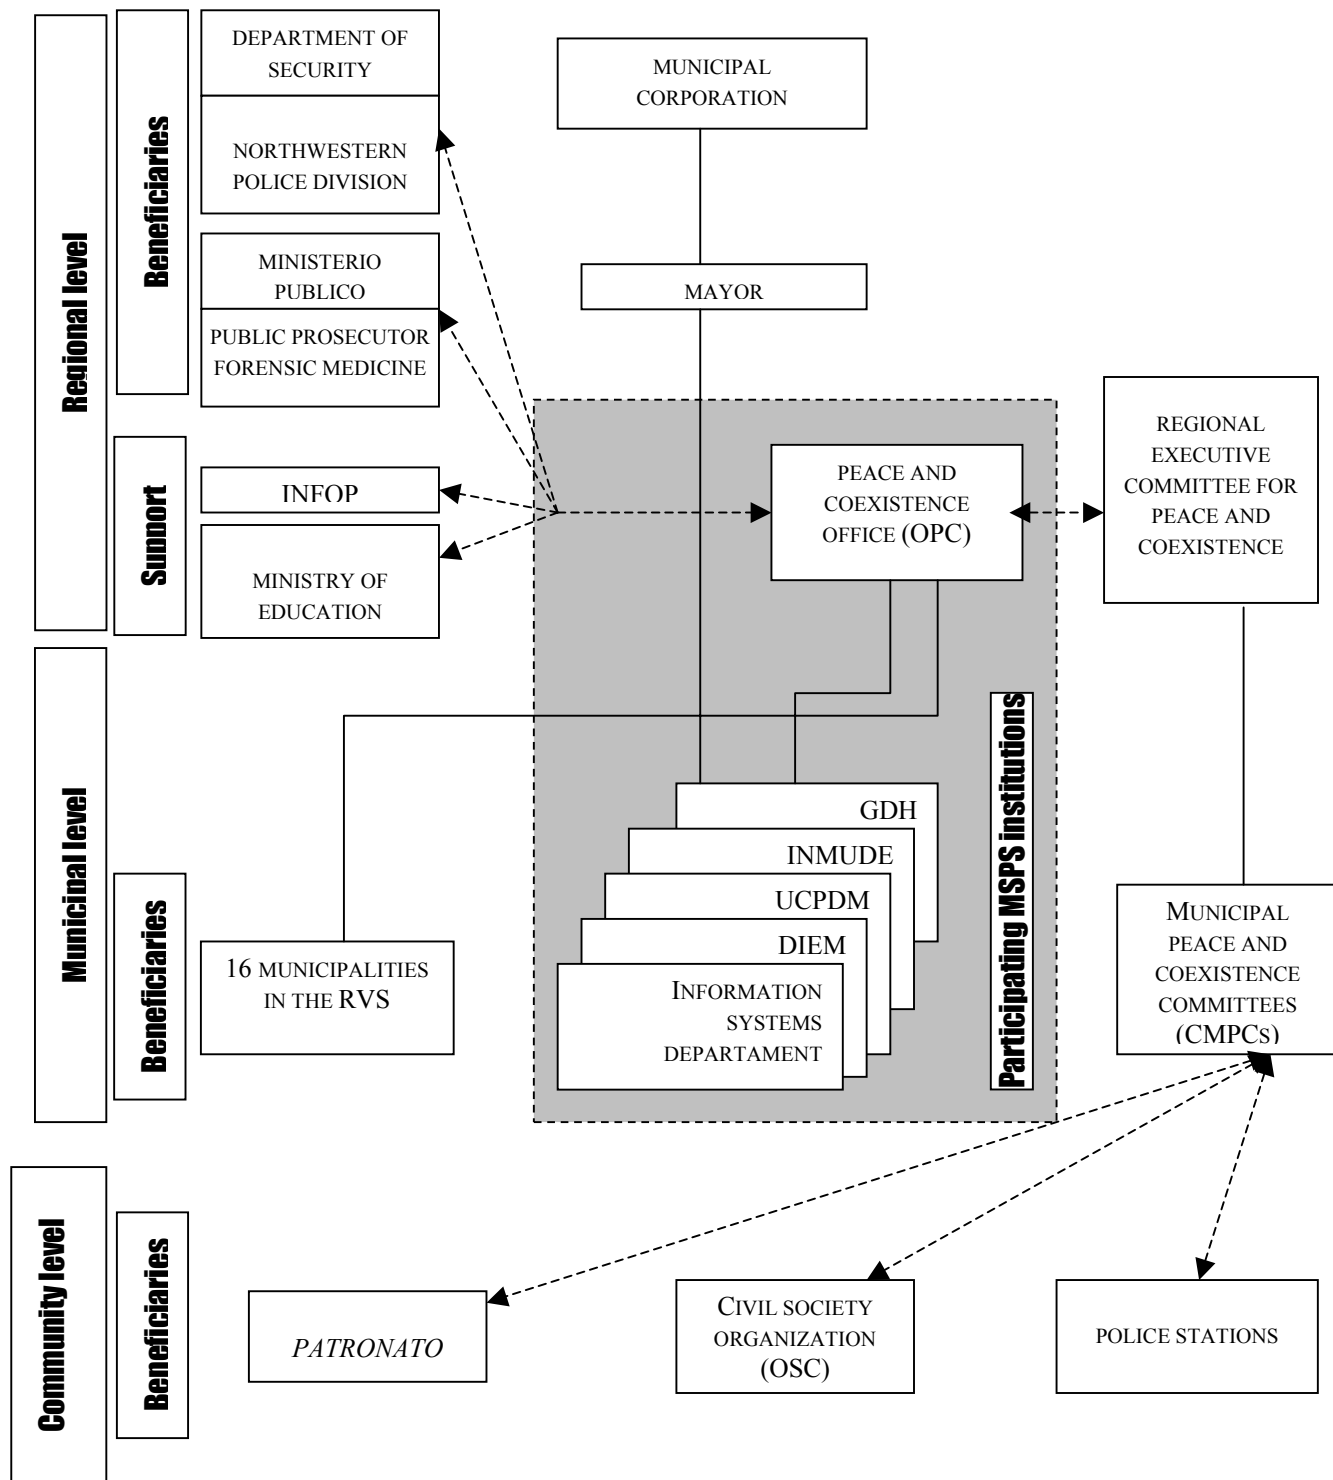 Regional level
Beneficiaries
DEPARTMENT OF
SECURITY
NORTHWESTERN
POLICE DIVISION
MINISTERIO
PUBLICO
PUBLIC PROSECUTOR
FORENSIC MEDICINE
Support
INFOP
MINISTRY OF
EDUCATION
MUNICIPAL
CORPORATION
MAYOR
PEACE AND
COEXISTENCE
OFFICE (OPC)
REGIONAL
EXECUTIVE
COMMITTEE FOR
PEACE AND
COEXISTENCE
Municipal level
Beneficiaries
16 MUNICIPALITIES
IN THE RVS
GDH
INMUDE
UCPDM
DIEM
INFORMATION
SYSTEMS
DEPARTAMENT
Participating MSPS institutions
MUNICIPAL
PEACE AND
COEXISTENCE
COMMITTEES
(CMPCS)
Community level
Beneficiaries
PATRONATO
CIVIL SOCIETY
ORGANIZATION
(OSC)
POLICE STATIONS